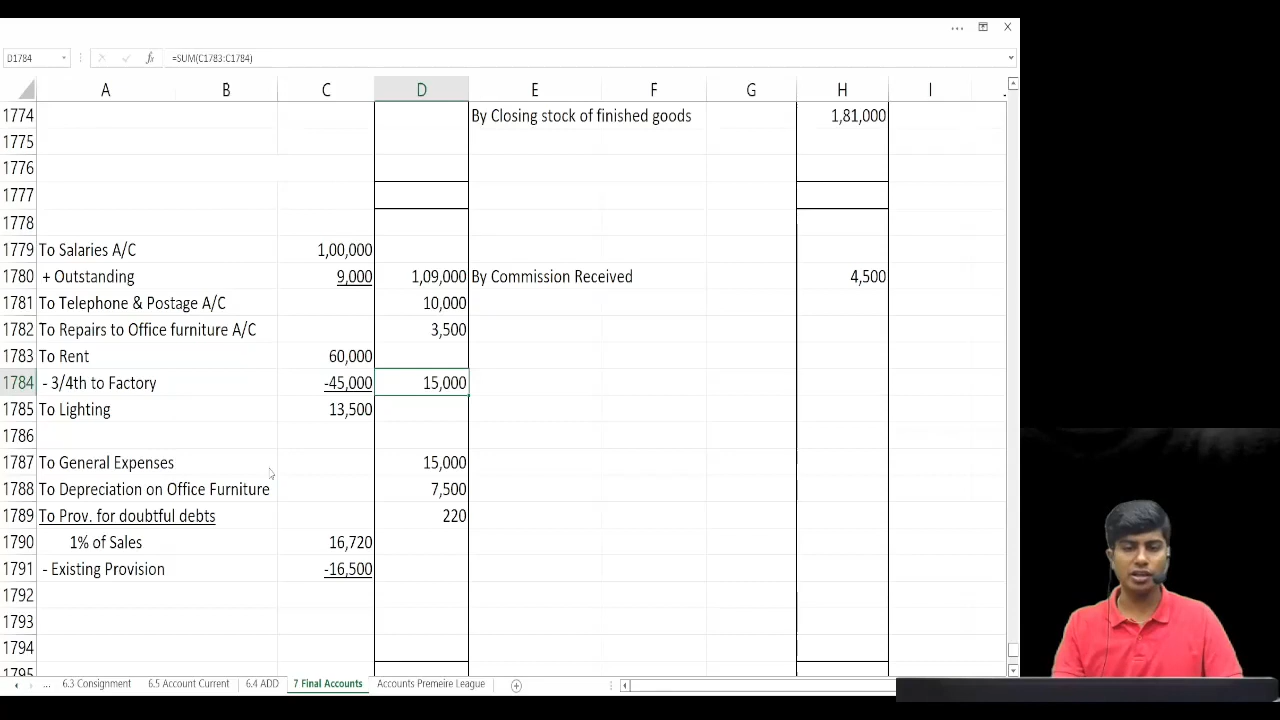 D1784 fx =SUM(C1783:C1784)
A B C D E F G H I
1774 By Closing stock of finished goods 1,81,000
1775
1776
1777
1778
1779 To Salaries A/C 1,00,000
1780 + Outstanding 9,000 1,09,000 By Commission Received 4,500
1781 To Telephone & Postage A/C 10,000
1782 To Repairs to Office furniture A/C 3,500
1783 To Rent 60,000
1784 - 3/4th to Factory -45,000 15,000
1785 To Lighting 13,500
1786
1787 To General Expenses 15,000
1788 To Depreciation on Office Furniture 7,500
1789 To Prov. for doubtful debts 220
1790 1% of Sales 16,720
1791 - Existing Provision -16,500
1792
1793
1794
1795
... 6.3 Consignment 6.5 Account Current 6.4 ADD 7 Final Accounts Accounts Premeire League